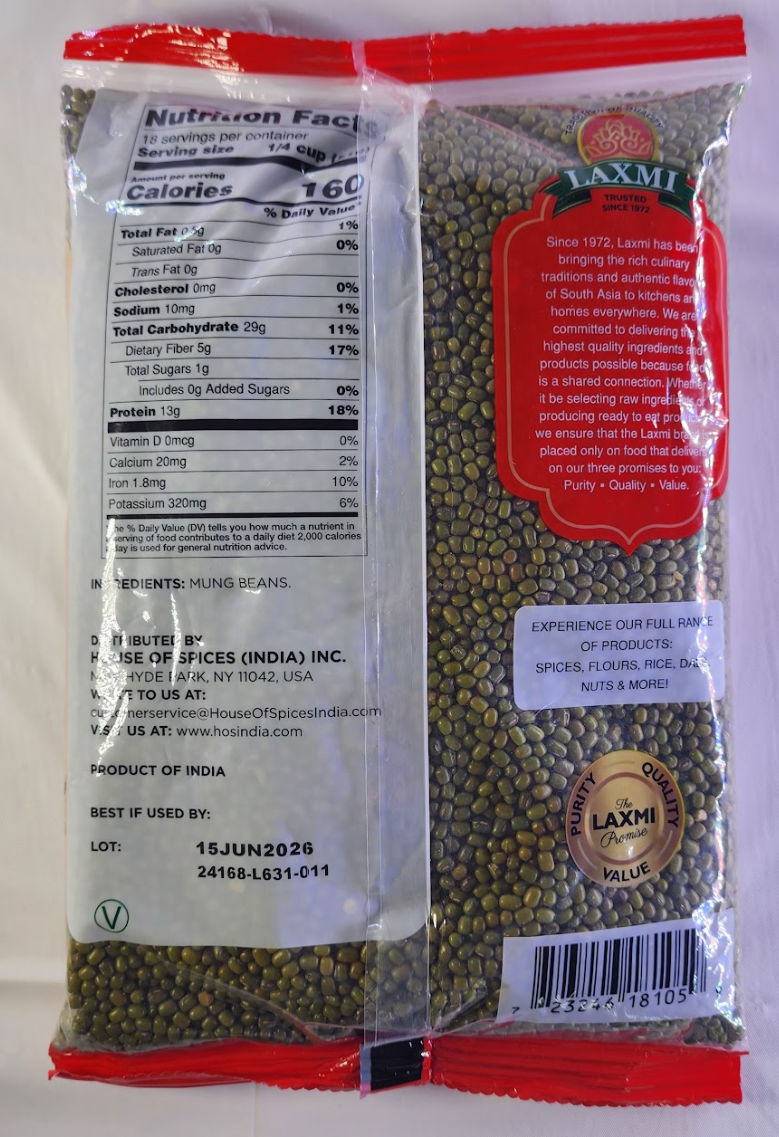 Nutrition Facts
18 servings per container
Serving size 1/4 cup
Amount per serving
Calories 160
% Daily Value*
Total Fat 1%
Saturated Fat 0g 0%
Trans Fat 0g
Cholesterol 0mg 0%
Sodium 10mg 1%
Total Carbohydrate 29g 11%
Dietary Fiber 5g 17%
Total Sugars 1g
Includes 0g Added Sugars 0%
Protein 13g 18%
Vitamin D 0mcg 0%
Calcium 20mg 2%
Iron 1.8mg 10%
Potassium 320mg 6%
The % Daily Value (DV) tells you how much a nutrient in
serving of food contributes to a daily diet 2,000 calories
day is used for general nutrition advice.
INGREDIENTS: MUNG BEANS.
DISTRIBUTED BY
HOUSE OF SPICES (INDIA) INC.
HYDE PARK, NY 11042, USA
WRITE TO US AT:
customerservice@HouseOfSpicesIndia.com
VISIT US AT: www.hosindia.com
PRODUCT OF INDIA
BEST IF USED BY:
LOT: 15JUN2026
24168-L631-011
V
LAXMI
TRUSTED
SINCE 1972
Since 1972, Laxmi has been
bringing the rich culinary
traditions and authentic flavo
of South Asia to kitchens an
homes everywhere. We are
committed to delivering the
highest quality ingredients and
products possible because food
is a shared connection. Whether
it be selecting raw ingredients or
producing ready to eat
we ensure that the Laxmi
placed only on food that delivers
on our three promises to you:
Purity • Quality • Value.
EXPERIENCE OUR FULL RANGE
OF PRODUCTS:
SPICES, FLOURS, RICE, DALS,
NUTS & MORE!
PURITY QUALITY
The
LAXMI
Promise
VALUE
7 23246 18105